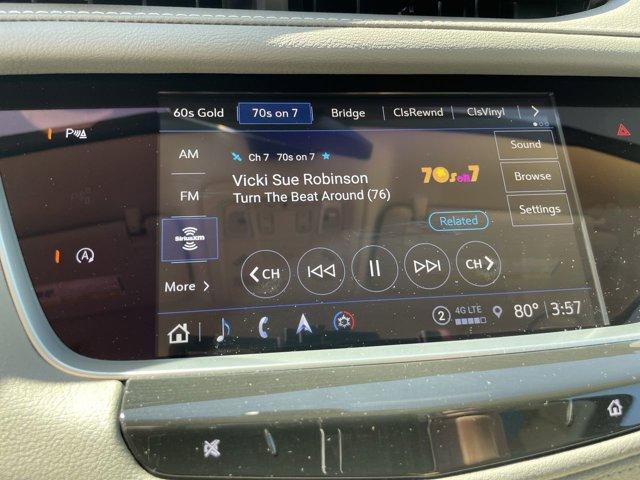 60s Gold 70s on 7 Bridge ClsRewnd ClsVinyl
AM
Ch 7 70s on 7
Sound
FM
Vicki Sue Robinson
Turn The Beat Around (76)
70s on 7
Browse
Settings
SiriusXM
Related
More
CH
CH
2
4G LTE
80° 3:57
P
A